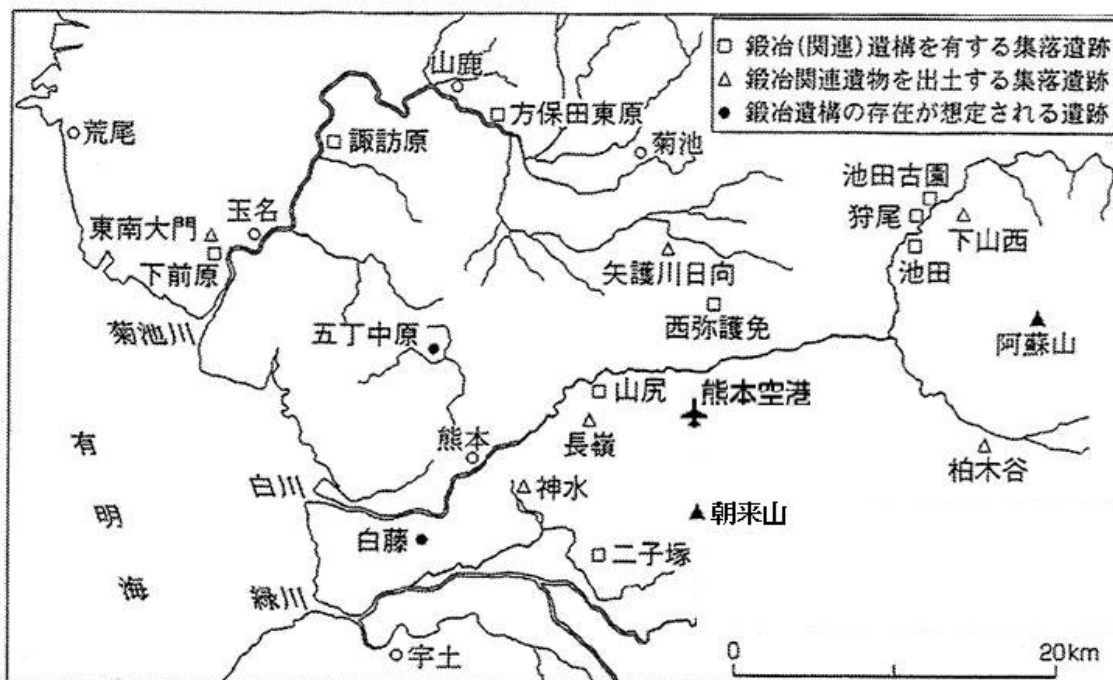 □ 鍛冶(関連)遺構を有する集落遺跡
△ 鍛冶関連遺物を出土する集落遺跡
● 鍛冶遺構の存在が想定される遺跡
山鹿
方保田東原
荒尾
諏訪原
菊池
池田古園
玉名
狩尾
東南大門
下山西
池田
下前原
矢護川日向
菊池川
五丁中原
西弥護免
阿蘇山
山尻
熊本空港
長嶺
有明海
熊本
柏木谷
白川
神水
朝来山
白藤
二子塚
緑川
宇土
0 20km